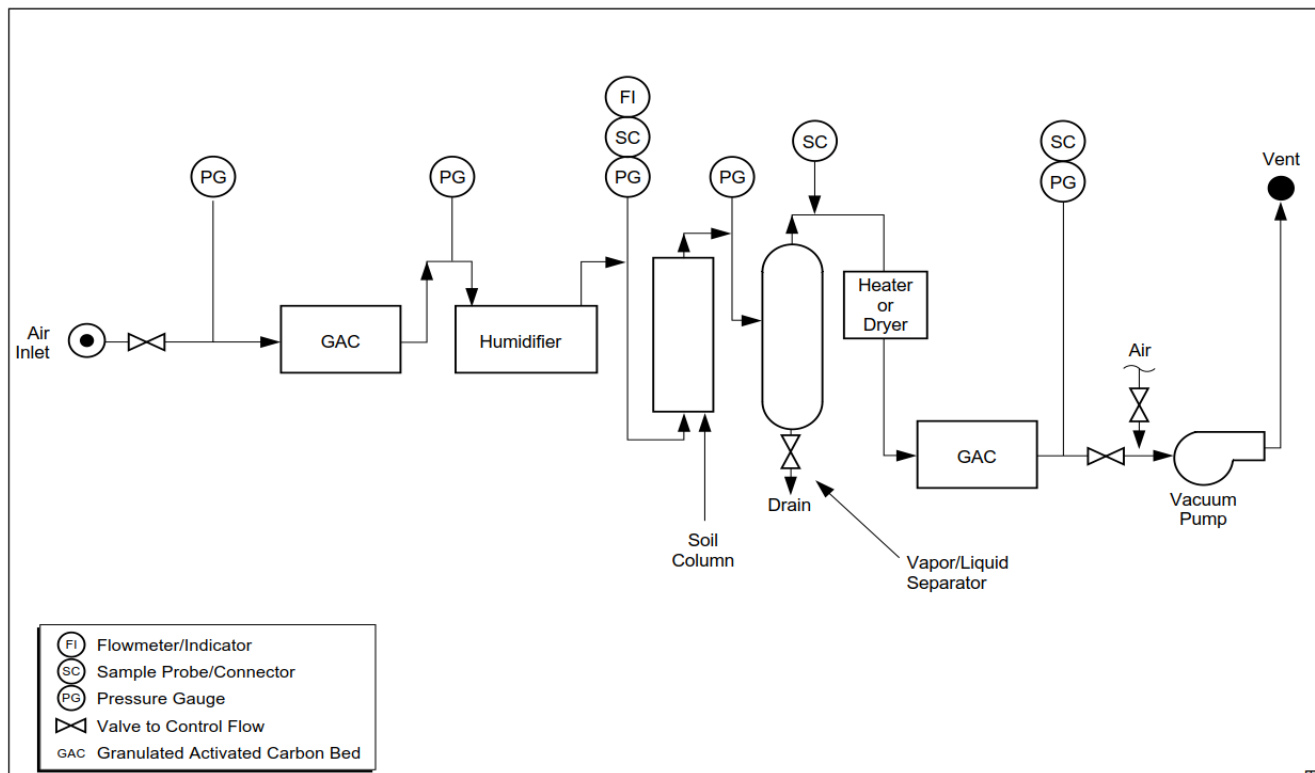 FI
SC
PG
PG
PG
PG
SC
SC
PG
Vent
Air
Inlet
GAC
Humidifier
Heater
or
Dryer
Air
GAC
Vacuum
Pump
Drain
Soil
Column
Vapor/Liquid
Separator
FI Flowmeter/Indicator
SC Sample Probe/Connector
PG Pressure Gauge
Valve to Control Flow
GAC Granulated Activated Carbon Bed